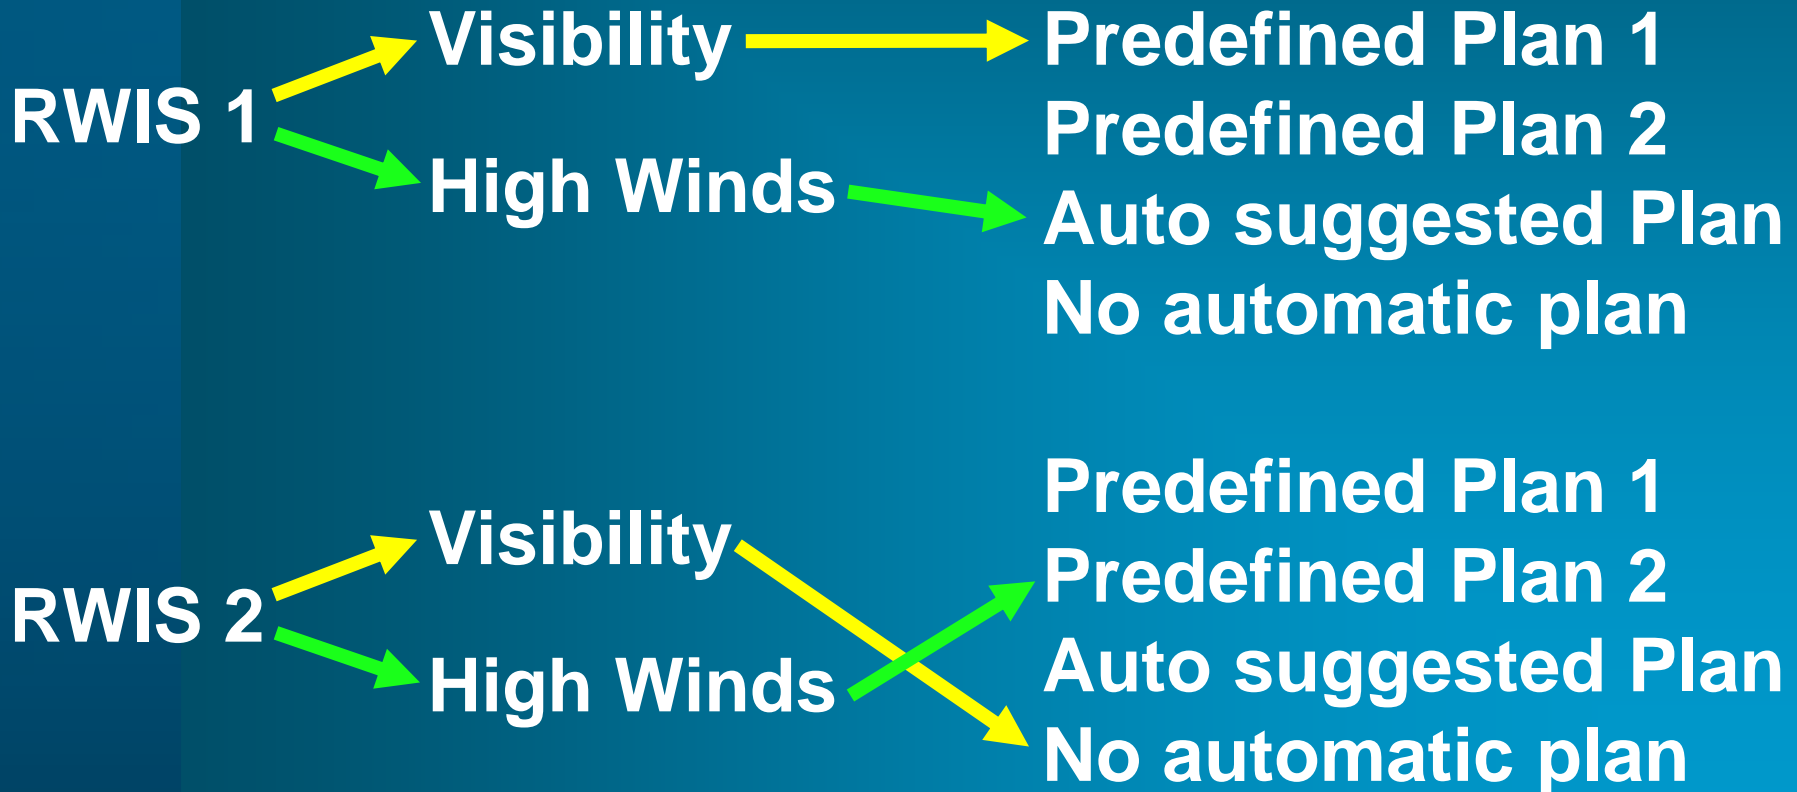 RWIS 1
Visibility
High Winds
Predefined Plan 1
Predefined Plan 2
Auto suggested Plan
No automatic plan
RWIS 2
Visibility
High Winds
Predefined Plan 1
Predefined Plan 2
Auto suggested Plan
No automatic plan